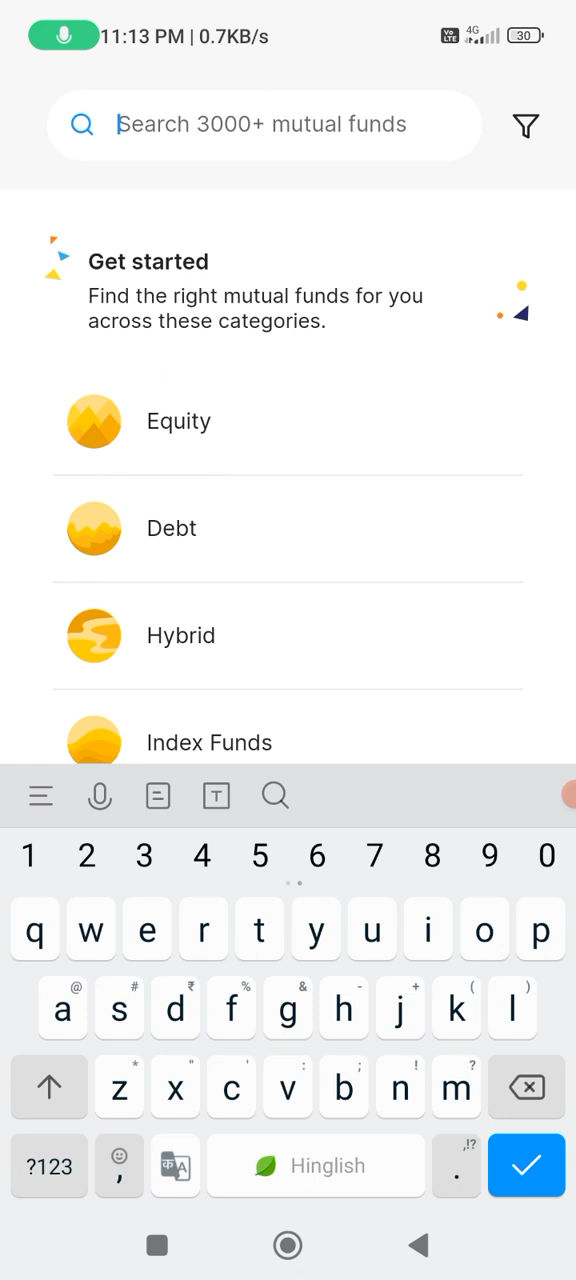 11:13 PM | 0.7KB/s
Vo LTE 4G 30
Search 3000+ mutual funds
Get started
Find the right mutual funds for you
across these categories.
Equity
Debt
Hybrid
Index Funds
T
1 2 3 4 5 6 7 8 9 0
q w e r t y u i o p
@ # ₹ % & - + ( )
a s d f g h j k l
* " ' : ; ! ?
z x c v b n m
,!?
?123 , क A Hinglish .